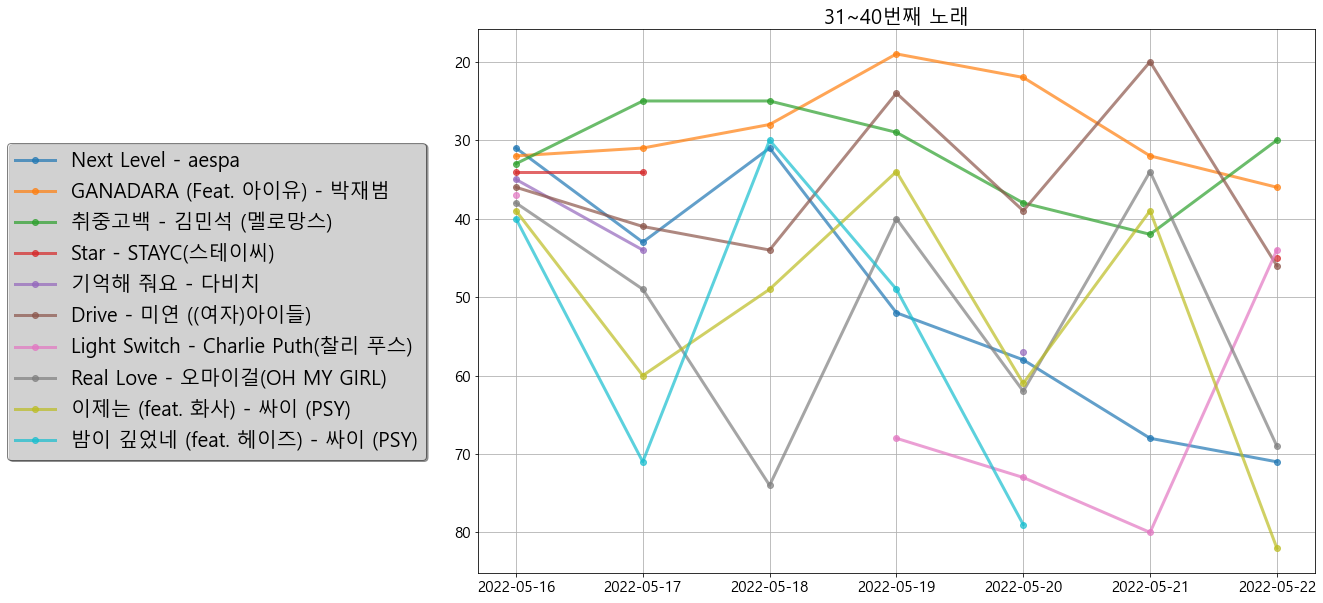 31~40번째 노래
Next Level - aespa
GANADARA (Feat. 아이유) - 박재범
취중고백 - 김민석 (멜로망스)
Star - STAYC(스테이씨)
기억해 줘요 - 다비치
Drive - 미연 ((여자)아이들)
Light Switch - Charlie Puth(찰리 푸스)
Real Love - 오마이걸(OH MY GIRL)
이제는 (feat. 화사) - 싸이 (PSY)
밤이 깊었네 (feat. 헤이즈) - 싸이 (PSY)
20
30
40
50
60
70
80
2022-05-16 2022-05-17 2022-05-18 2022-05-19 2022-05-20 2022-05-21 2022-05-22